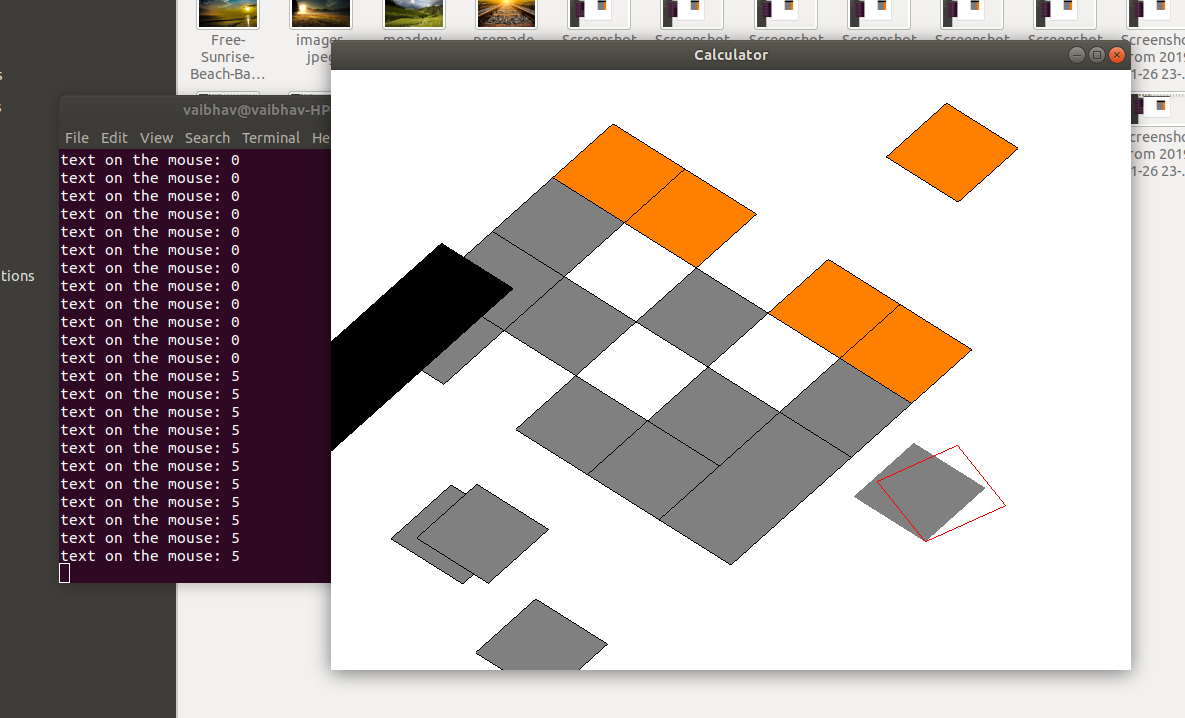 Free-
Sunrise-
Beach-Ba…
images.
jpeg
meadow
premade
Screenshot
Screenshot
Screenshot
Screenshot
Screenshot
Screenshot
Screensho
rom 2019
1-26 23-…
Calculator
vaibhav@vaibhav-HP
File Edit View Search Terminal He
text on the mouse: 0
text on the mouse: 0
text on the mouse: 0
text on the mouse: 0
text on the mouse: 0
text on the mouse: 0
text on the mouse: 0
text on the mouse: 0
text on the mouse: 0
text on the mouse: 0
text on the mouse: 0
text on the mouse: 0
text on the mouse: 5
text on the mouse: 5
text on the mouse: 5
text on the mouse: 5
text on the mouse: 5
text on the mouse: 5
text on the mouse: 5
text on the mouse: 5
text on the mouse: 5
text on the mouse: 5
text on the mouse: 5
creensho
rom 2019
1-26 23-…
s
s
tions